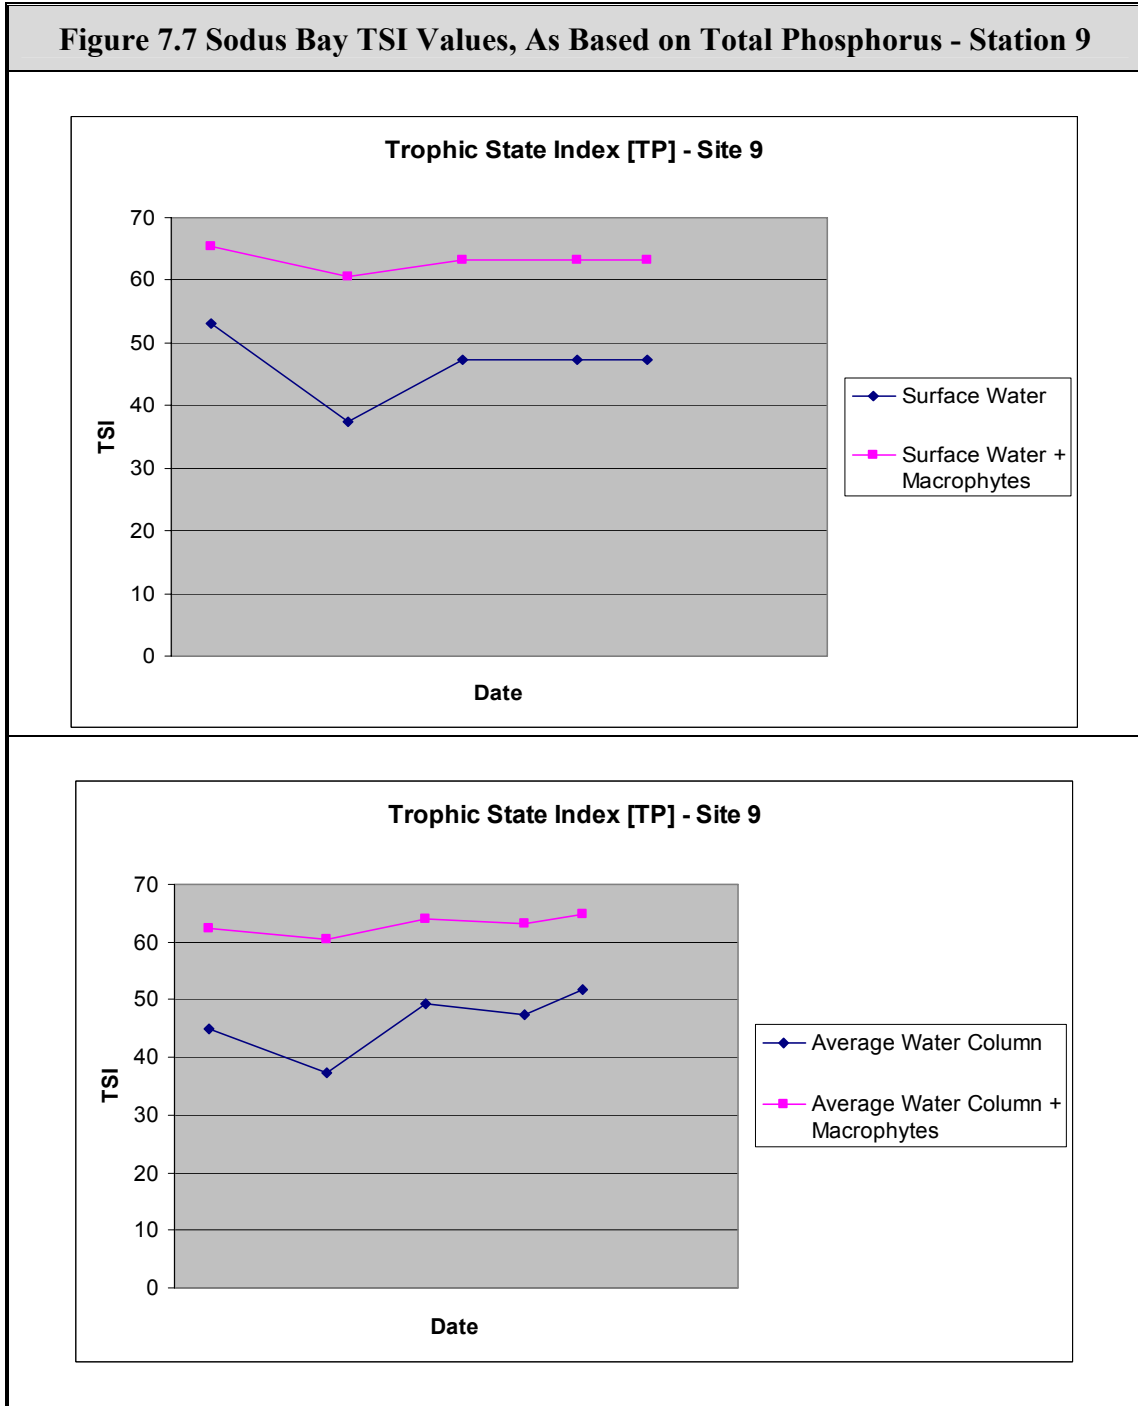 Figure 7.7 Sodus Bay TSI Values, As Based on Total Phosphorus - Station 9
Trophic State Index [TP] - Site 9
70
60
50
40
30
20
10
0
TSI
Date
Surface Water
Surface Water +
Macrophytes
Trophic State Index [TP] - Site 9
70
60
50
40
30
20
10
0
TSI
Date
Average Water Column
Average Water Column +
Macrophytes